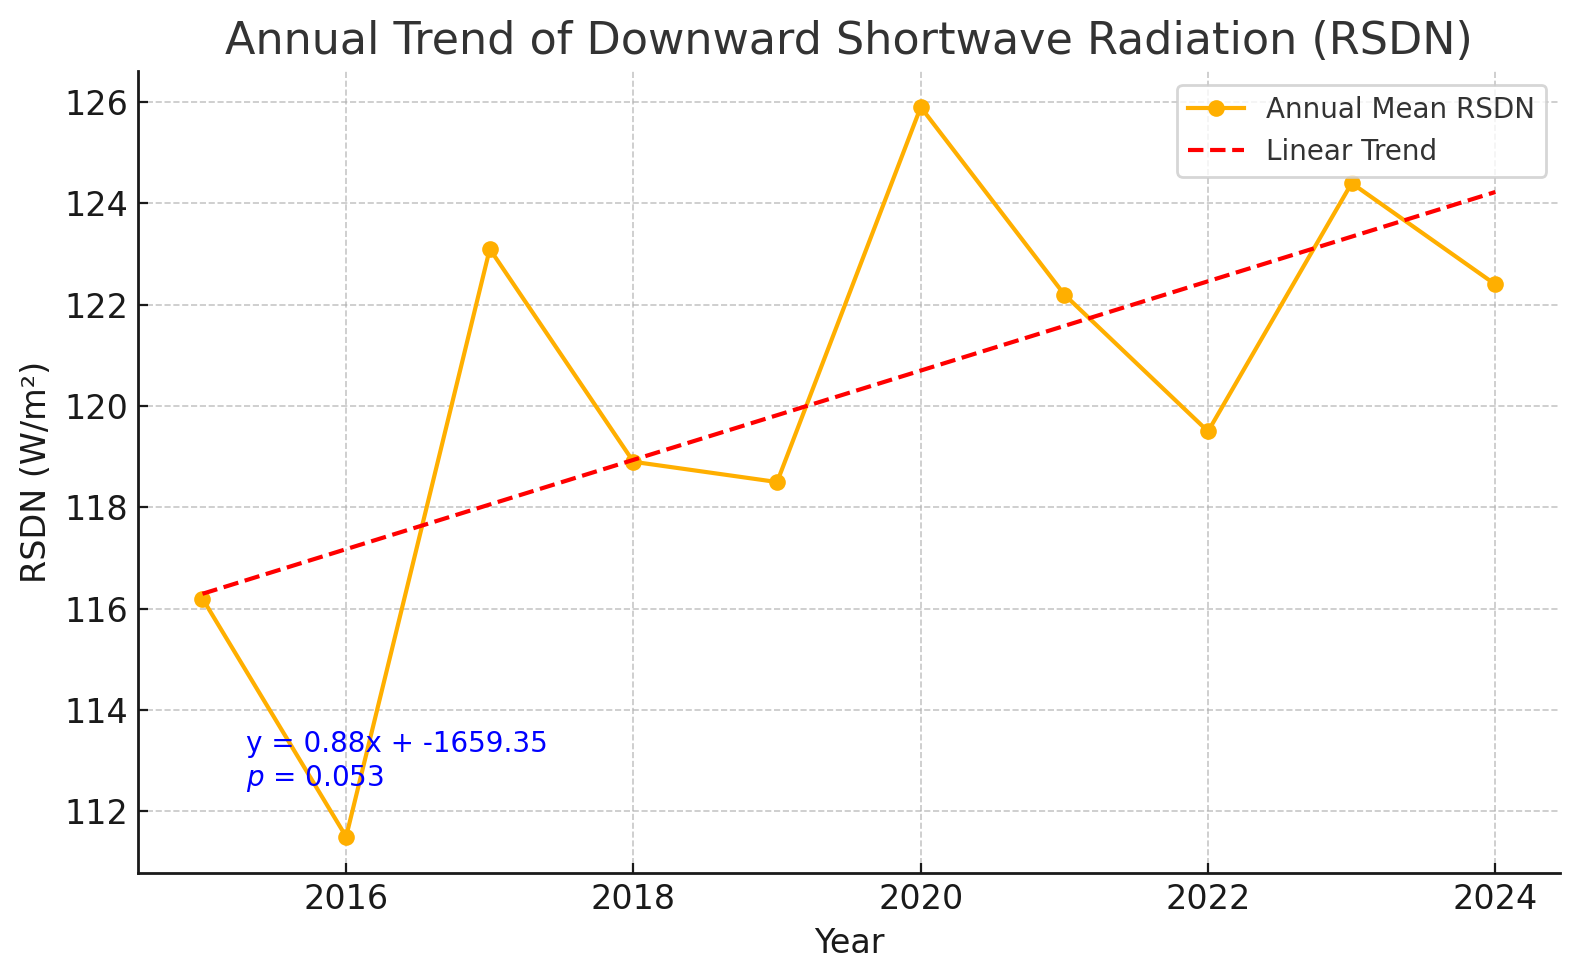 Annual Trend of Downward Shortwave Radiation (RSDN)
126
124
122
120
118
116
114
112
RSDN (W/m²)
Annual Mean RSDN
Linear Trend
y = 0.88x + -1659.35
p = 0.053
2016 2018 2020 2022 2024
Year